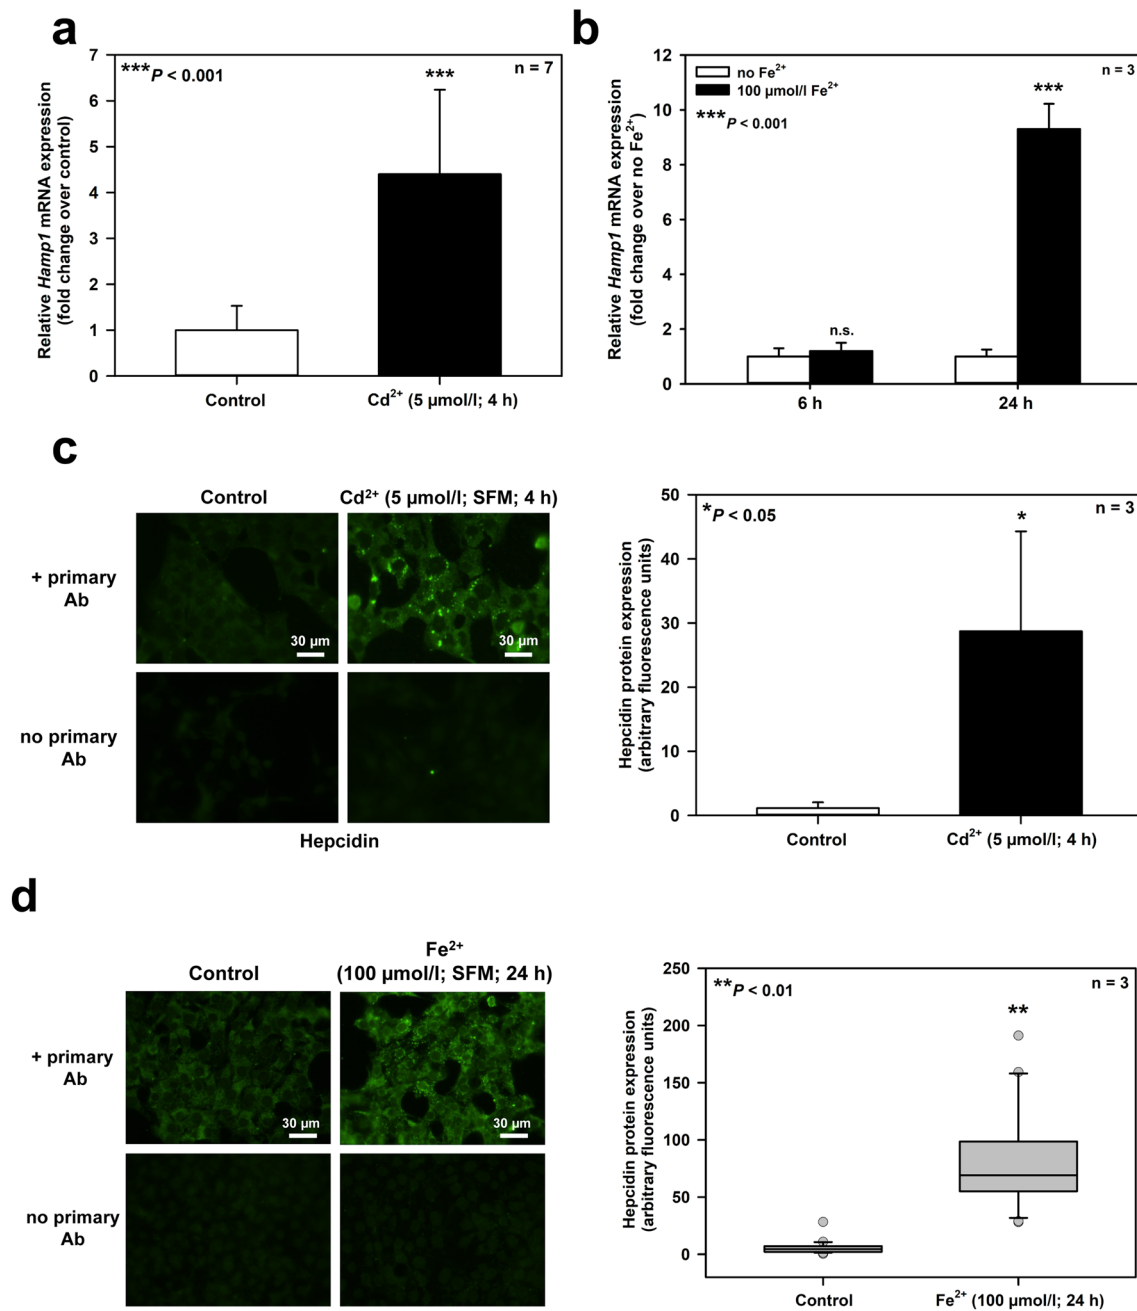 a
Relative Hamp1 mRNA expression
(fold change over control)
7
6
5
4
3
2
1
0
***P < 0.001
***
n = 7
Control
Cd²⁺ (5 µmol/l; 4 h)
b
Relative Hamp1 mRNA expression
(fold change over no Fe²⁺)
12
10
8
6
4
2
0
no Fe²⁺
100 µmol/l Fe²⁺
***P < 0.001
n = 3
***
n.s.
6 h
24 h
c
Control
Cd²⁺ (5 µmol/l; SFM; 4 h)
+ primary
Ab
30 µm
30 µm
no primary
Ab
Hepcidin
Hepcidin protein expression
(arbitrary fluorescence units)
50
40
30
20
10
0
*P < 0.05
*
n = 3
Control
Cd²⁺ (5 µmol/l; 4 h)
d
Control
Fe²⁺
(100 µmol/l; SFM; 24 h)
+ primary
Ab
30 µm
30 µm
no primary
Ab
Hepcidin protein expression
(arbitrary fluorescence units)
250
200
150
100
50
0
**P < 0.01
**
n = 3
Control
Fe²⁺ (100 µmol/l; 24 h)